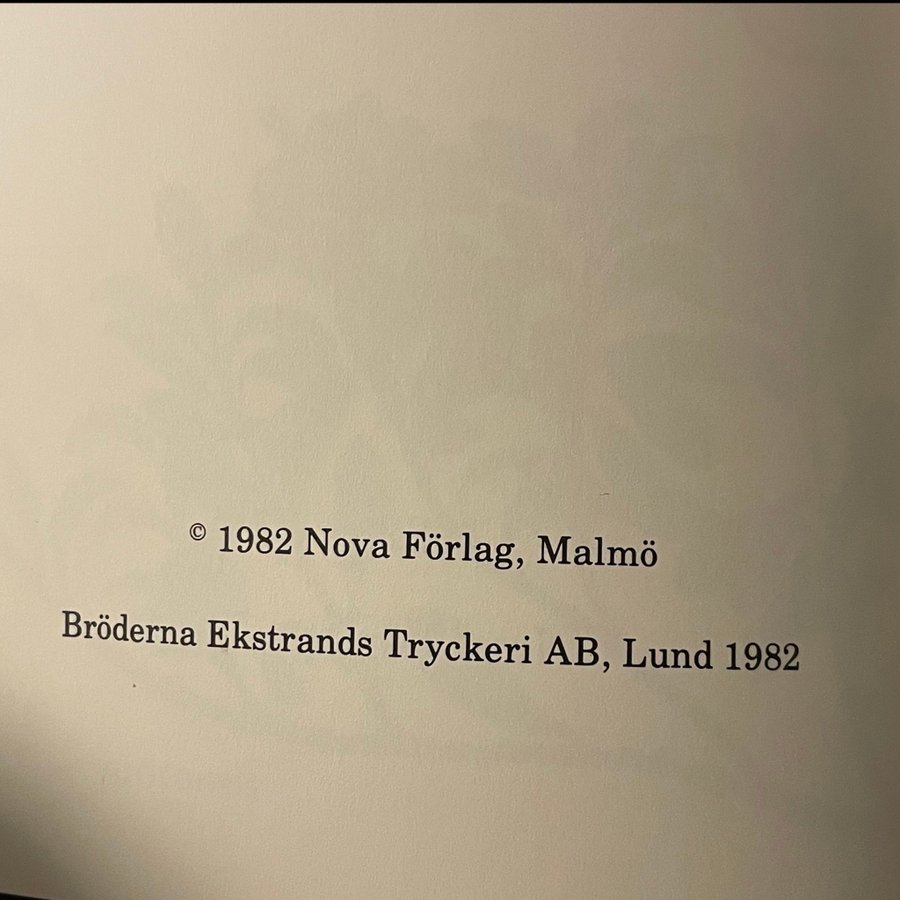 © 1982 Nova Förlag, Malmö
Bröderna Ekstrands Tryckeri AB, Lund 1982